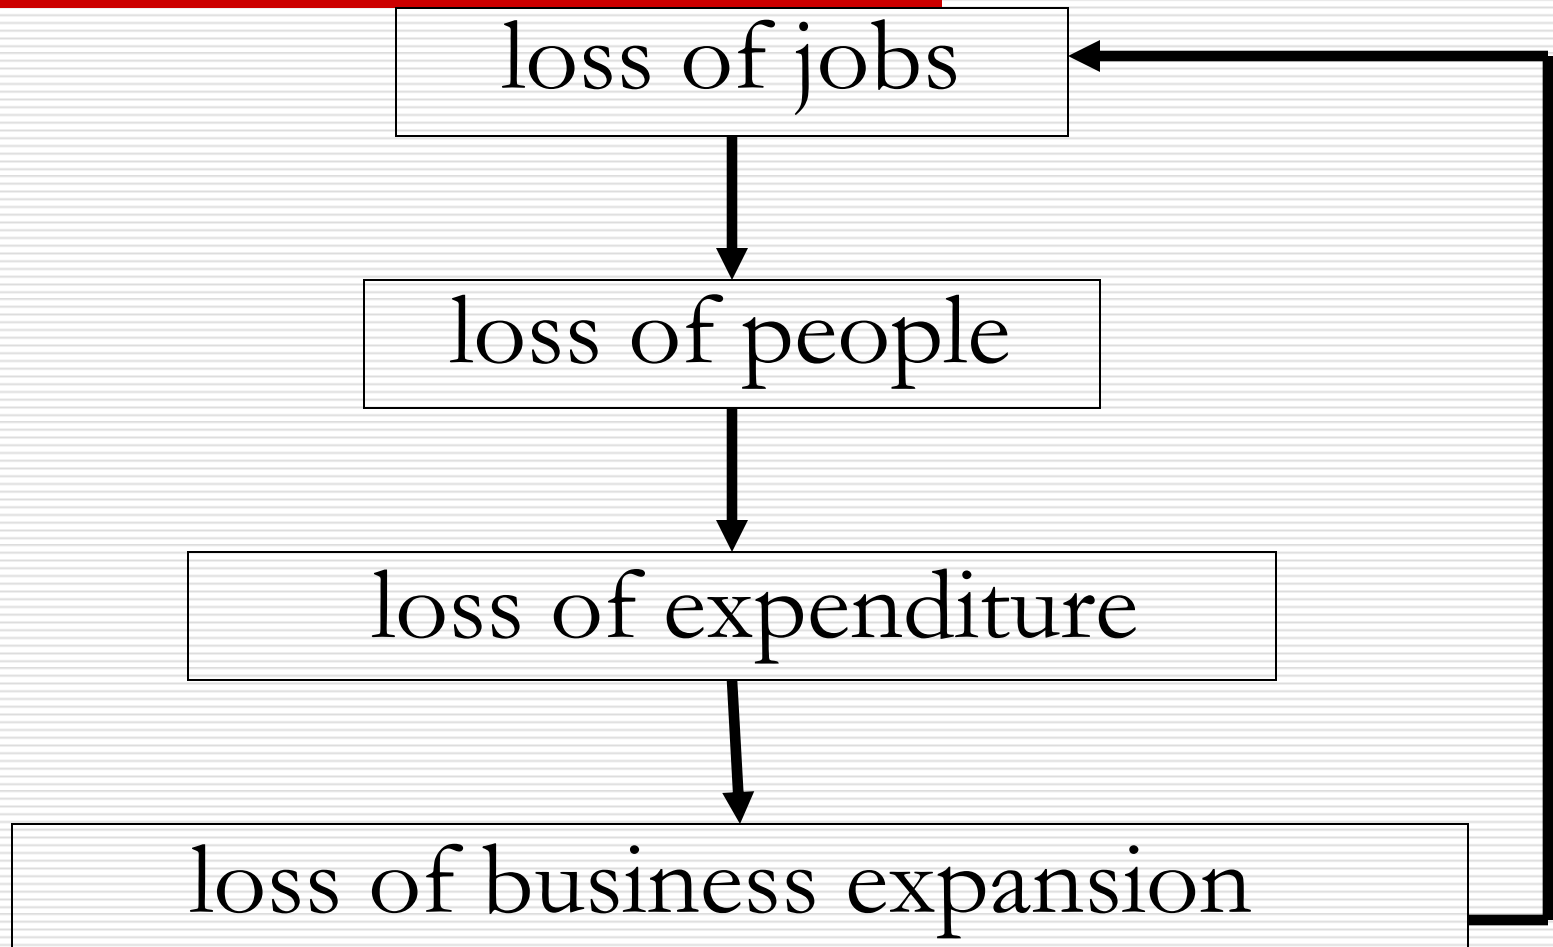 loss of jobs
loss of people
loss of expenditure
loss of business expansion